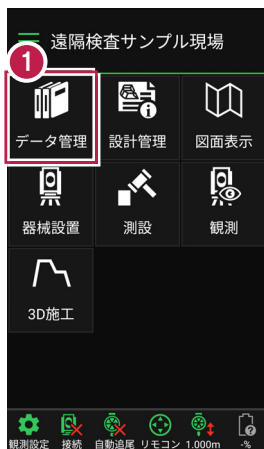 遠隔検査サンプル現場
1
データ管理 設計管理 図面表示
器械設置 測設 観測
3D施工
観測設定 接続 自動追尾 リモコン 1.000m -%